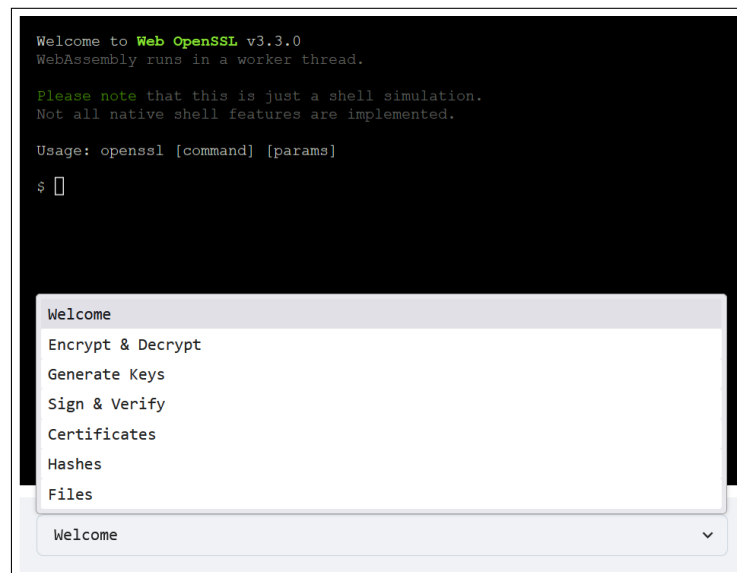 Welcome to Web OpenSSL v3.3.0
WebAssembly runs in a worker thread.
Please note that this is just a shell simulation.
Not all native shell features are implemented.
Usage: openssl [command] [params]
$
Welcome
Encrypt & Decrypt
Generate Keys
Sign & Verify
Certificates
Hashes
Files
Welcome